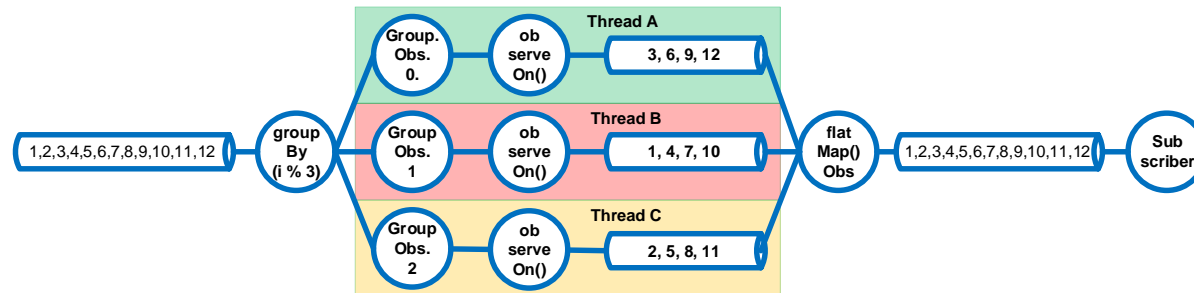 1,2,3,4,5,6,7,8,9,10,11,12
group
By
(i % 3)
Thread A
Group.
Obs.
0.
ob
serve
On()
3, 6, 9, 12
Thread B
Group
Obs.
1
ob
serve
On()
1, 4, 7, 10
Thread C
Group
Obs.
2
ob
serve
On()
2, 5, 8, 11
flat
Map()
Obs
1,2,3,4,5,6,7,8,9,10,11,12
Sub
scriber